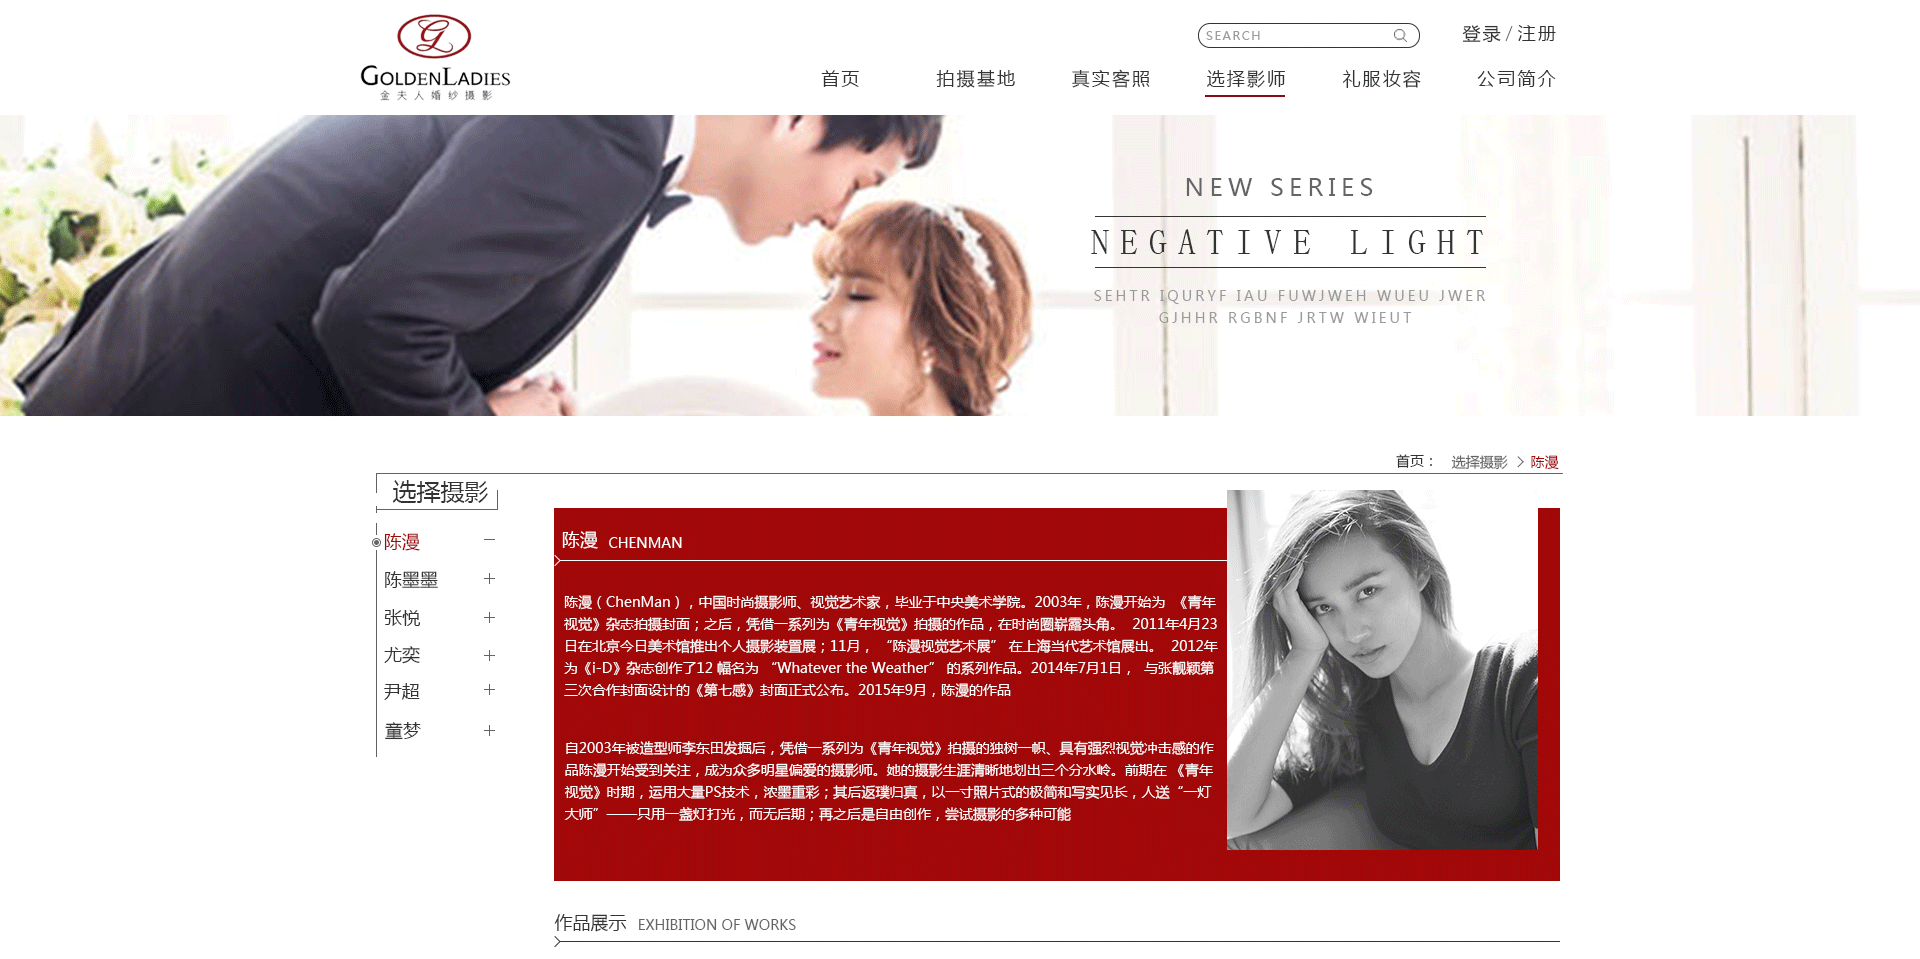 GOLDENLADIES
金夫人婚纱摄影
SEARCH
登录 / 注册
首页 拍摄基地 真实客照 选择影师 礼服妆容 公司简介
NEW SERIES
NEGATIVE LIGHT
SEHTR IQURYF IAU FUWJWEH WUEU JWER
GJHHR RGBNF JRTW WIEUT
首页： 选择摄影 > 陈漫
选择摄影
陈漫
陈墨墨
张悦
尤奕
尹超
童梦
陈漫 CHENMAN
陈漫（ChenMan），中国时尚摄影师、视觉艺术家，毕业于中央美术学院。2003年，陈漫开始为 《青年
视觉》杂志拍摄封面；之后，凭借一系列为《青年视觉》拍摄的作品，在时尚圈崭露头角。 2011年4月23
日在北京今日美术馆推出个人摄影装置展；11月， “陈漫视觉艺术展” 在上海当代艺术馆展出。 2012年
为《i-D》杂志创作了12 幅名为 “Whatever the Weather” 的系列作品。2014年7月1日， 与张靓颖第
三次合作封面设计的《第七感》封面正式公布。2015年9月，陈漫的作品
自2003年被造型师李东田发掘后，凭借一系列为《青年视觉》拍摄的独树一帜、具有强烈视觉冲击感的作
品陈漫开始受到关注，成为众多明星偏爱的摄影师。她的摄影生涯清晰地划出三个分水岭。前期在 《青年
视觉》时期，运用大量PS技术，浓墨重彩；其后返璞归真，以一寸照片式的极简和写实见长，人送“一灯
大师”——只用一盏灯打光，而无后期；再之后是自由创作，尝试摄影的多种可能
作品展示 EXHIBITION OF WORKS